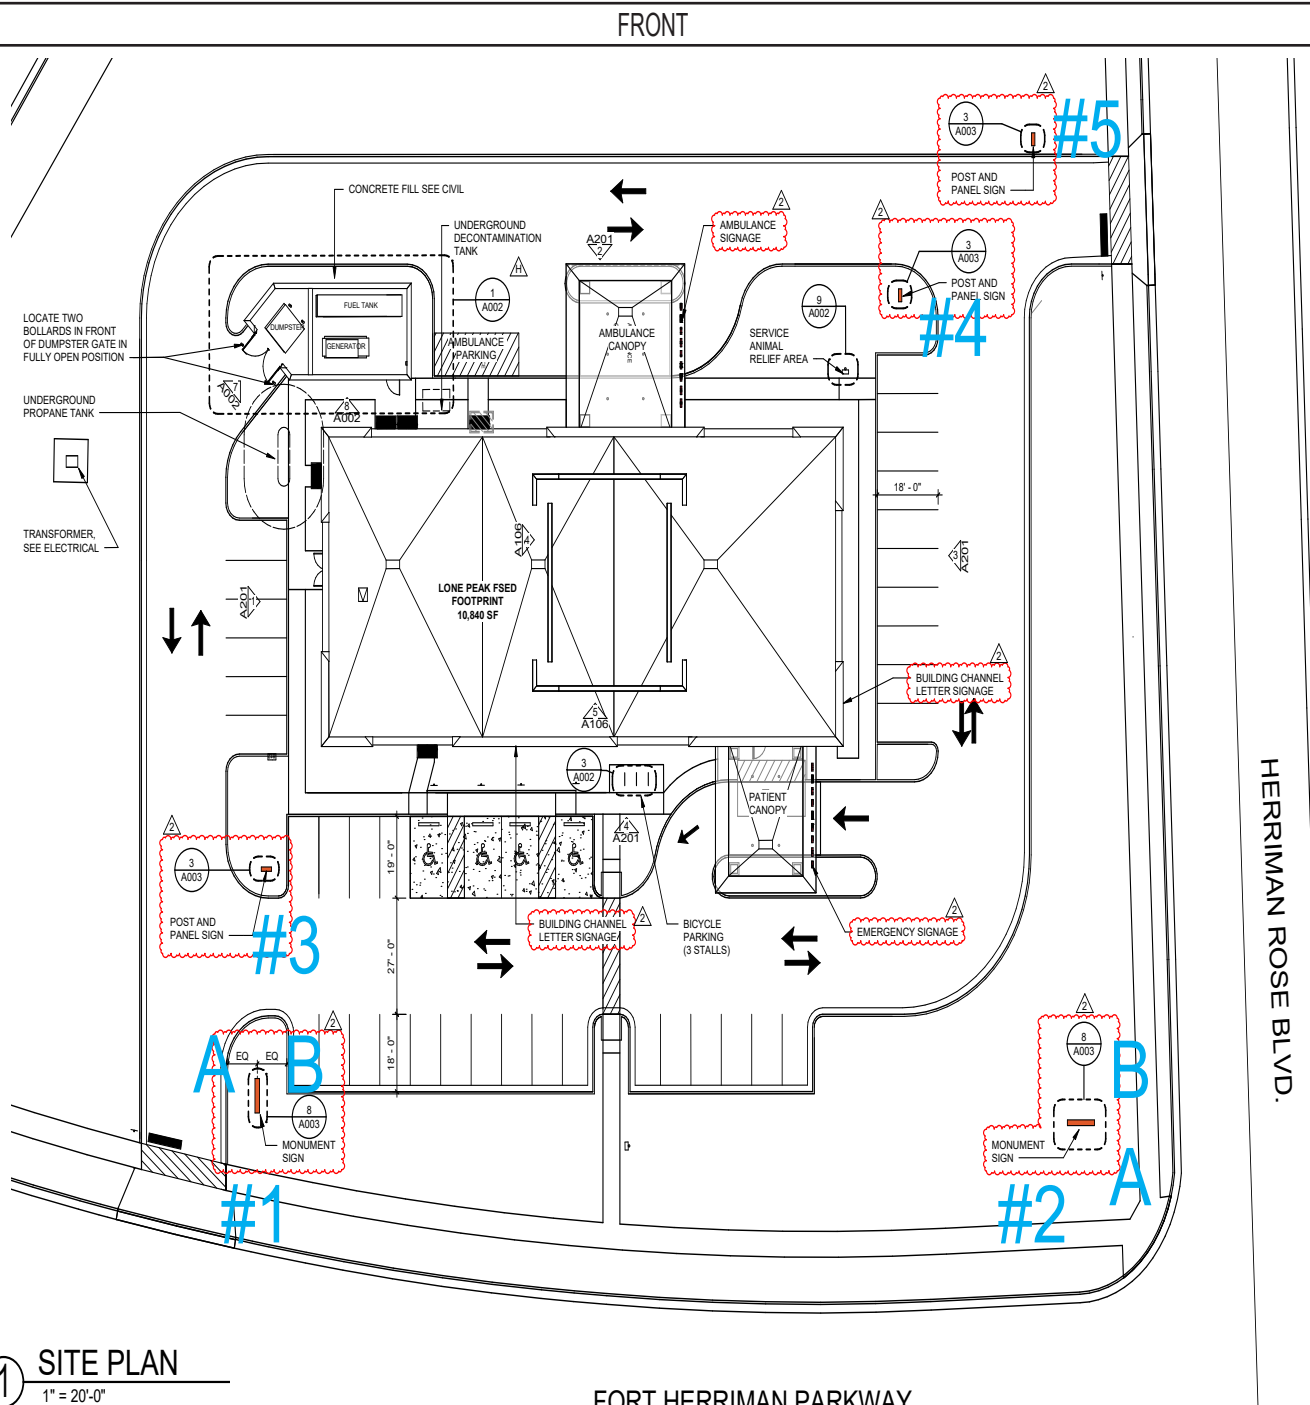 FRONT
2
3
A003
#5
POST AND
PANEL SIGN
CONCRETE FILL SEE CIVIL
UNDERGROUND
DECONTAMINATION
TANK
A201
2
2
AMBULANCE
SIGNAGE
2
3
A003
POST AND
PANEL SIGN
#4
H
1
A002
9
A002
FUEL TANK
DUMPSTER
GENERATOR
AMBULANCE
PARKING
AMBULANCE
CANOPY
SERVICE
ANIMAL
RELIEF AREA
LOCATE TWO
BOLLARDS IN FRONT
OF DUMPSTER GATE IN
FULLY OPEN POSITION
7
A002
8
A002
UNDERGROUND
PROPANE TANK
18' - 0"
TRANSFORMER,
SEE ELECTRICAL
4
A106
3
A201
1
A201
LONE PEAK FSED
FOOTPRINT
10,840 SF
2
BUILDING CHANNEL
LETTER SIGNAGE
5
A106
3
A002
PATIENT
CANOPY
HERRIMAN ROSE BLVD.
2
3
A003
POST AND
PANEL SIGN
#3
4
A201
19' - 0"
2
BUILDING CHANNEL
LETTER SIGNAGE
BICYCLE
PARKING
(3 STALLS)
2
EMERGENCY SIGNAGE
27' - 0"
2
A
EQ
EQ
B
8
A003
MONUMENT
SIGN
#1
18' - 0"
2
8
A003
B
MONUMENT
SIGN
A
#2
1
SITE PLAN
1" = 20'-0"
FORT HERRIMAN PARKWAY